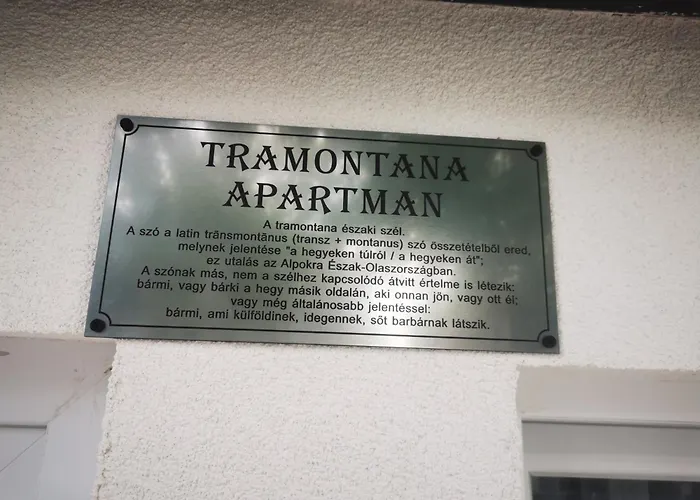 TRAMONTANA
APARTMAN
A tramontana északi szél.
A szó a latin trānsmontānus (transz + montanus) szó összetételből ered,
melynek jelentése "a hegyeken túlról / a hegyeken át";
ez utalás az Alpokra Észak-Olaszországban.
A szónak más, nem a szélhez kapcsolódó átvitt értelme is létezik:
bármi, vagy bárki a hegy másik oldalán, aki onnan jön, vagy ott él;
vagy még általánosabb jelentéssel:
bármi, ami külföldinek, idegennek, sőt barbárnak látszik.